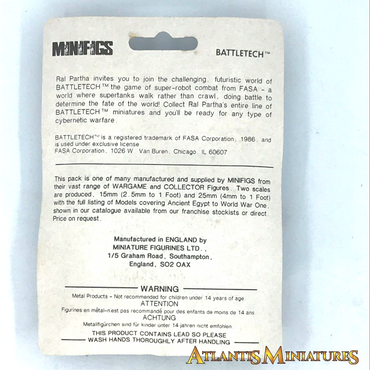 MINIFIGS BATTLETECH™
Ral Partha invites you to join the challenging, futuristic world of
BATTLETECH™ the game of super-robot combat from FASA - a
world where supertanks walk rather than crawl, doing battle to
determine the fate of the world! Collect Ral Partha's entire line of
BATTLETECH™ miniatures and you'll be ready for any type of
cybernetic warfare.
BATTLETECH™ is a registered trademark of FASA Corporation, 1986, and
is used under exclusive license.
FASA Corporation, 1026 W. Van Buren, Chicago, IL 60607
This pack is one of many manufactured and supplied by MINIFIGS from
their vast range of WARGAME and COLLECTOR Figures. Two scales
are produced, 15mm (2.5mm to 1 Foot) and 25mm (4mm to 1 Foot)
with the full listing of Models covering Ancient Egypt to World War One
shown in our catalogue available from our franchise stockists or direct.
Price on request.
Manufactured in ENGLAND by
MINIATURE FIGURINES LTD.,
1/5 Graham Road, Southampton,
England, SO2 OAX
WARNING
Metal Products - Not recommended for children under 14 years of age
ATTENTION
Figurines en métal-n'est pas recommandé pour des enfants de moins de 14 ans
ACHTUNG
Metallfigürchen sind für kinder unter 14 jahren nicht empfohlen
THIS PRODUCT CONTAINS LEAD SO PLEASE
WASH HANDS THOROUGHLY AFTER HANDLING
ATLANTIS MINIATURES